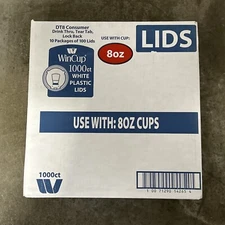 DT8 Consumer
Drink Thru, Tear Tab,
Lock Back
10 Packages of 100 Lids
WinCup®
1000ct
WHITE
PLASTIC
LIDS
USE WITH CUP:
8oz
LIDS
USE WITH: 8OZ CUPS
1000ct